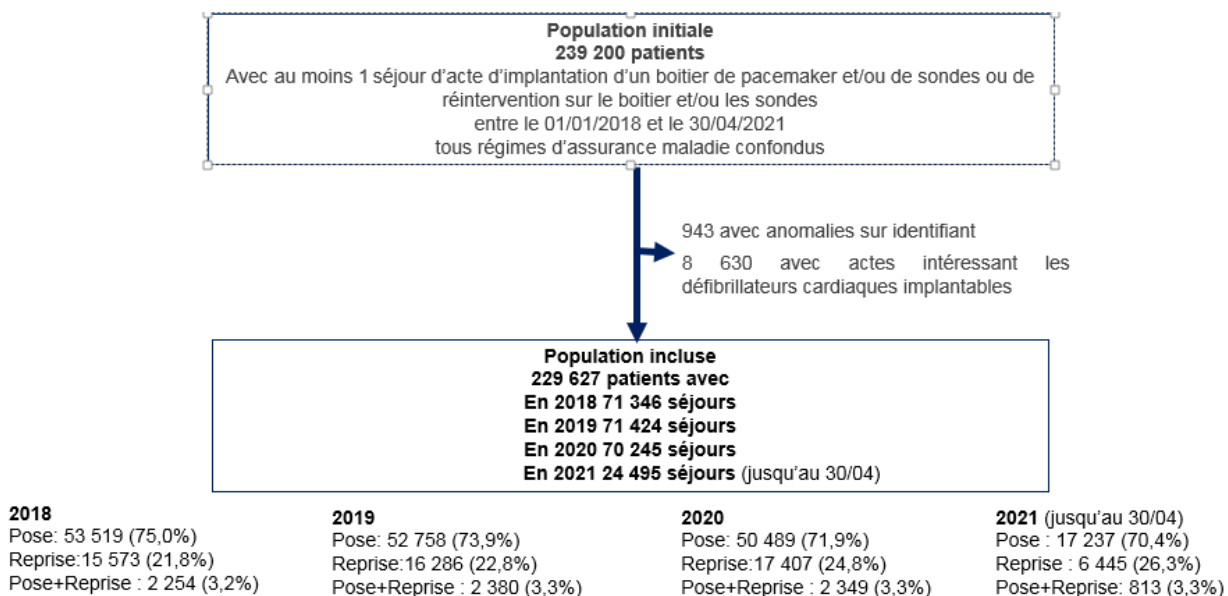 Population initiale
239 200 patients
Avec au moins 1 séjour d'acte d'implantation d'un boitier de pacemaker et/ou de sondes ou de
réintervention sur le boitier et/ou les sondes
entre le 01/01/2018 et le 30/04/2021
tous régimes d'assurance maladie confondus
943 avec anomalies sur identifiant
8 630 avec actes intéressant les
défibrillateurs cardiaques implantables
Population incluse
229 627 patients avec
En 2018 71 346 séjours
En 2019 71 424 séjours
En 2020 70 245 séjours
En 2021 24 495 séjours (jusqu'au 30/04)
2018
Pose: 53 519 (75,0%)
Reprise:15 573 (21,8%)
Pose+Reprise : 2 254 (3,2%)
2019
Pose: 52 758 (73,9%)
Reprise:16 286 (22,8%)
Pose+Reprise : 2 380 (3,3%)
2020
Pose: 50 489 (71,9%)
Reprise:17 407 (24,8%)
Pose+Reprise : 2 349 (3,3%)
2021 (jusqu'au 30/04)
Pose : 17 237 (70,4%)
Reprise : 6 445 (26,3%)
Pose+Reprise: 813 (3,3%)